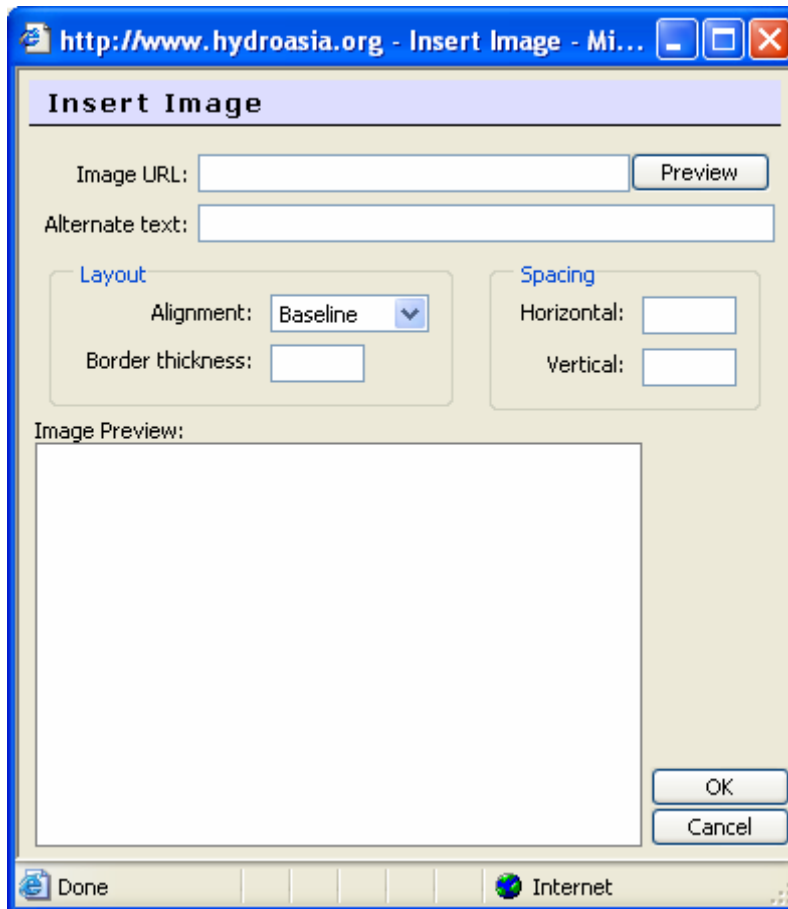 http://www.hydroasia.org - Insert Image - Mi...
Insert Image
Image URL: Preview
Alternate text:
Layout Spacing
Alignment: Baseline Horizontal:
Border thickness: Vertical:
Image Preview:
OK
Cancel
Done Internet